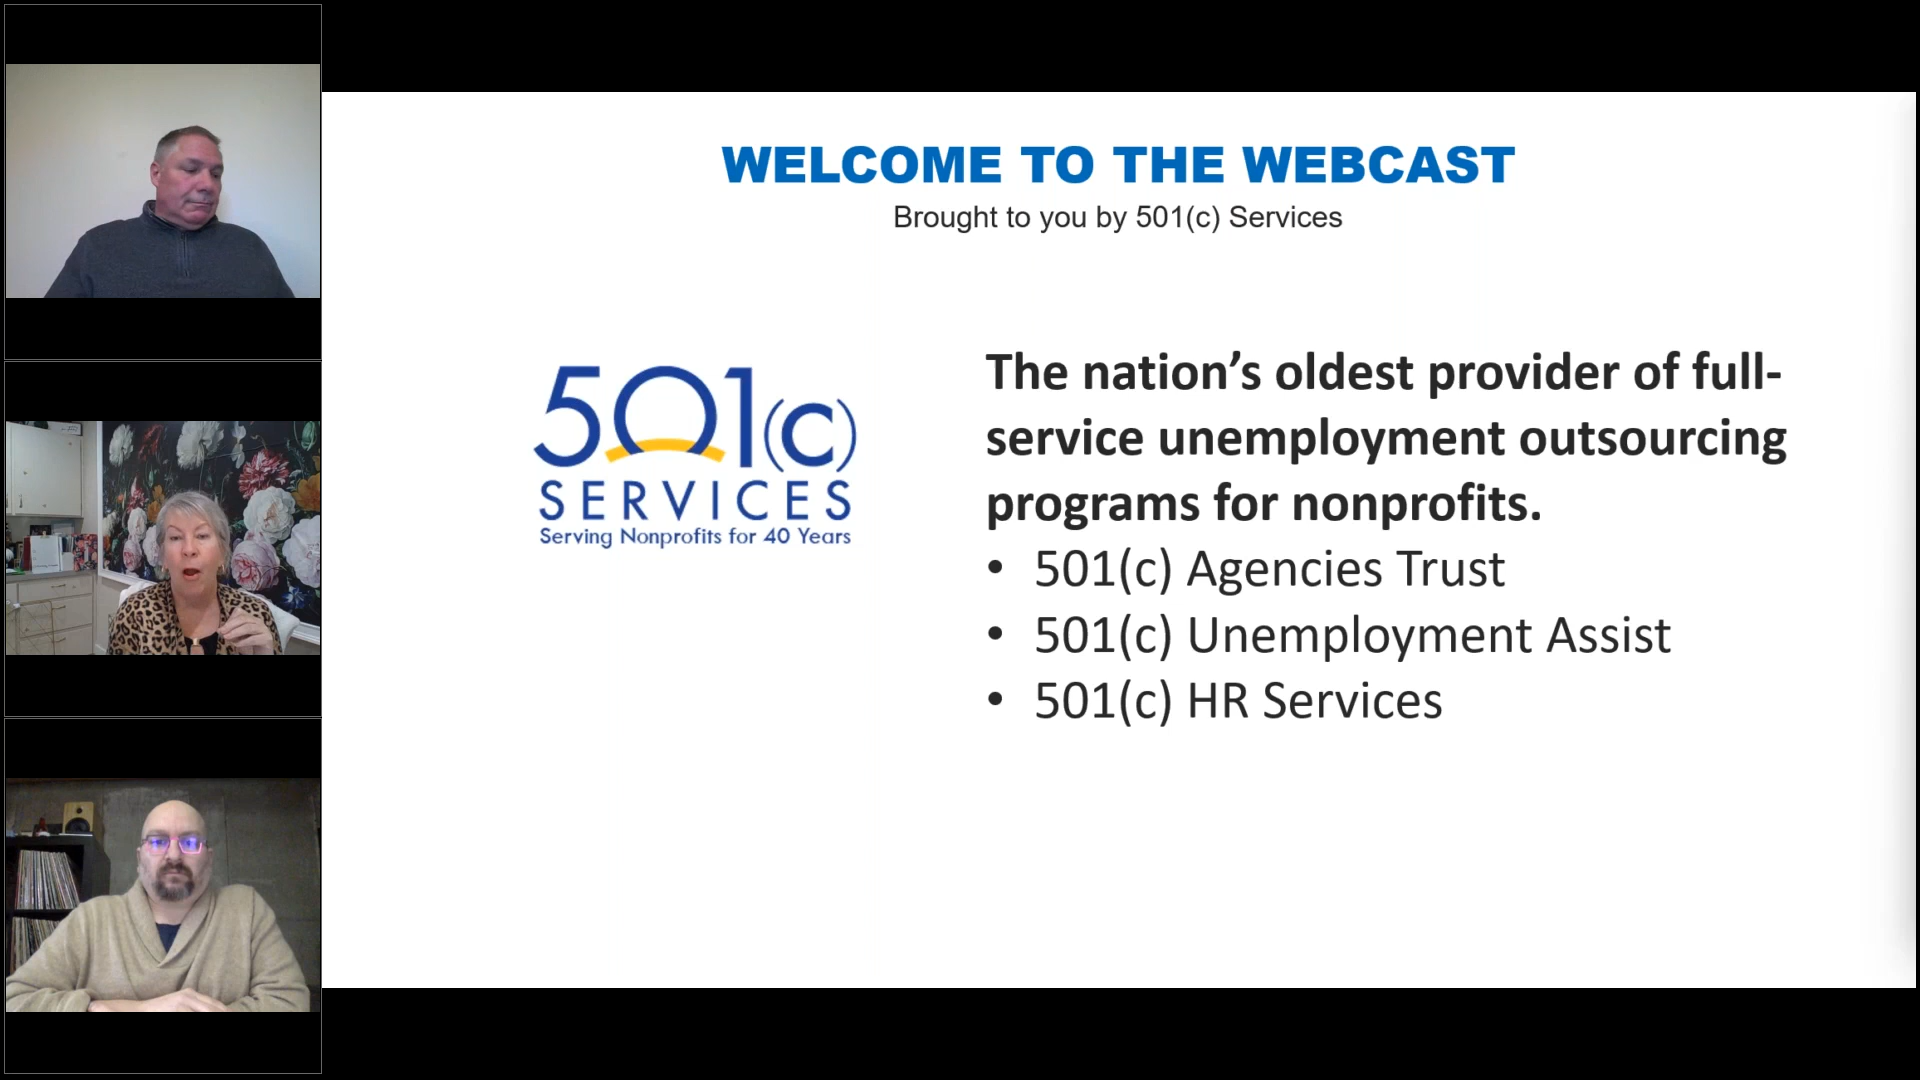 WELCOME TO THE WEBCAST
Brought to you by 501(c) Services
501(c)
SERVICES
Serving Nonprofits for 40 Years
The nation’s oldest provider of full-
service unemployment outsourcing
programs for nonprofits.
• 501(c) Agencies Trust
• 501(c) Unemployment Assist
• 501(c) HR Services